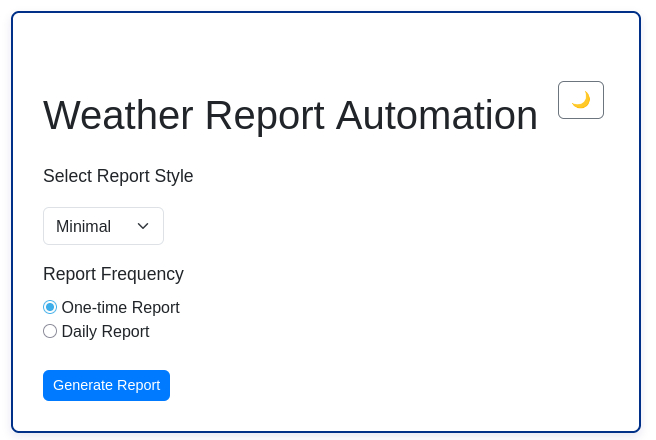 Weather Report Automation
Select Report Style
Minimal
Report Frequency
One-time Report
Daily Report
Generate Report